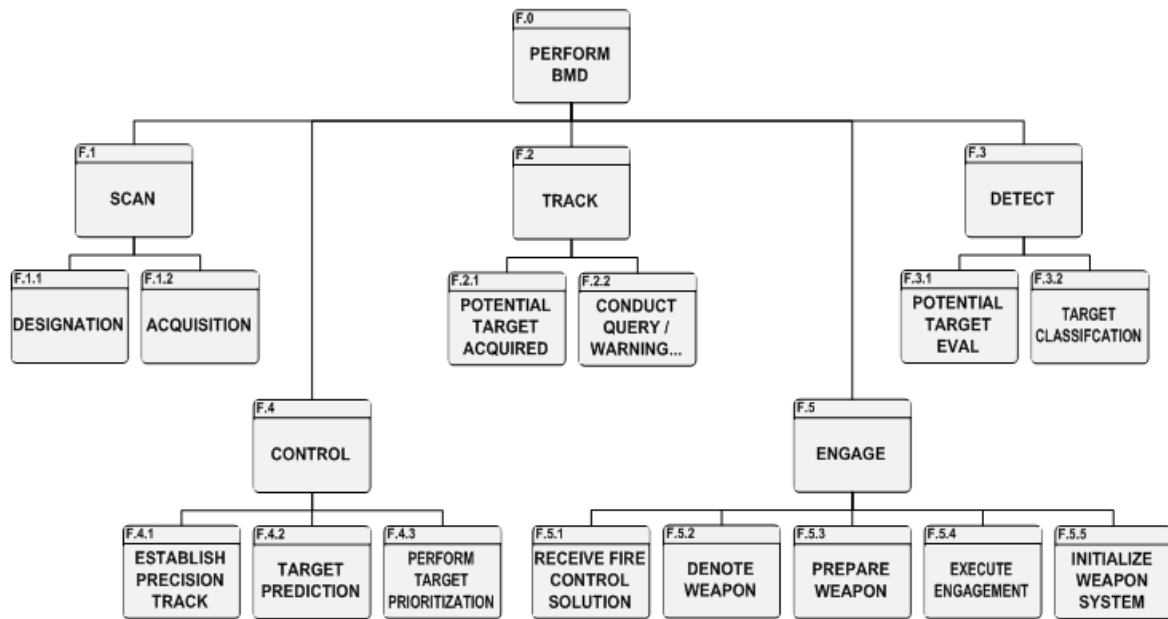 F.0
PERFORM
BMD
F.1
SCAN
F.2
TRACK
F.3
DETECT
F.1.1
DESIGNATION
F.1.2
ACQUISITION
F.2.1
POTENTIAL
TARGET
ACQUIRED
F.2.2
CONDUCT
QUERY /
WARNING...
F.3.1
POTENTIAL
TARGET
EVAL
F.3.2
TARGET
CLASSIFCATION
F.4
CONTROL
F.5
ENGAGE
F.4.1
ESTABLISH
PRECISION
TRACK
F.4.2
TARGET
PREDICTION
F.4.3
PERFORM
TARGET
PRIORITIZATION
F.5.1
RECEIVE FIRE
CONTROL
SOLUTION
F.5.2
DENOTE
WEAPON
F.5.3
PREPARE
WEAPON
F.5.4
EXECUTE
ENGAGEMENT
F.5.5
INITIALIZE
WEAPON
SYSTEM